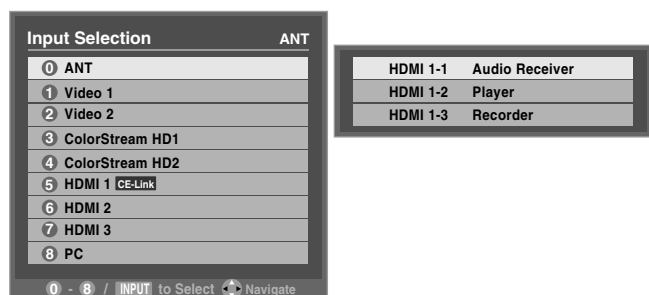 Input Selection ANT
0 ANT
1 Video 1
2 Video 2
3 ColorStream HD1
4 ColorStream HD2
5 HDMI 1 CE-Link
6 HDMI 2
7 HDMI 3
8 PC
0 - 8 / INPUT to Select Navigate
HDMI 1-1 Audio Receiver
HDMI 1-2 Player
HDMI 1-3 Recorder